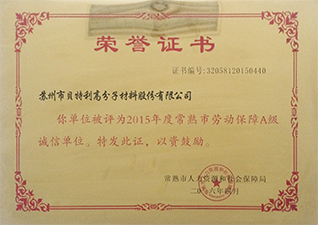 荣誉证书
证书编号:32058120150440
苏州市贝特利高分子材料股份有限公司
你单位被评为2015年度常熟市劳动保障A级
诚信单位。特发此证，以资鼓励。
常熟市人力资源和社会保障局
二〇一六年四月